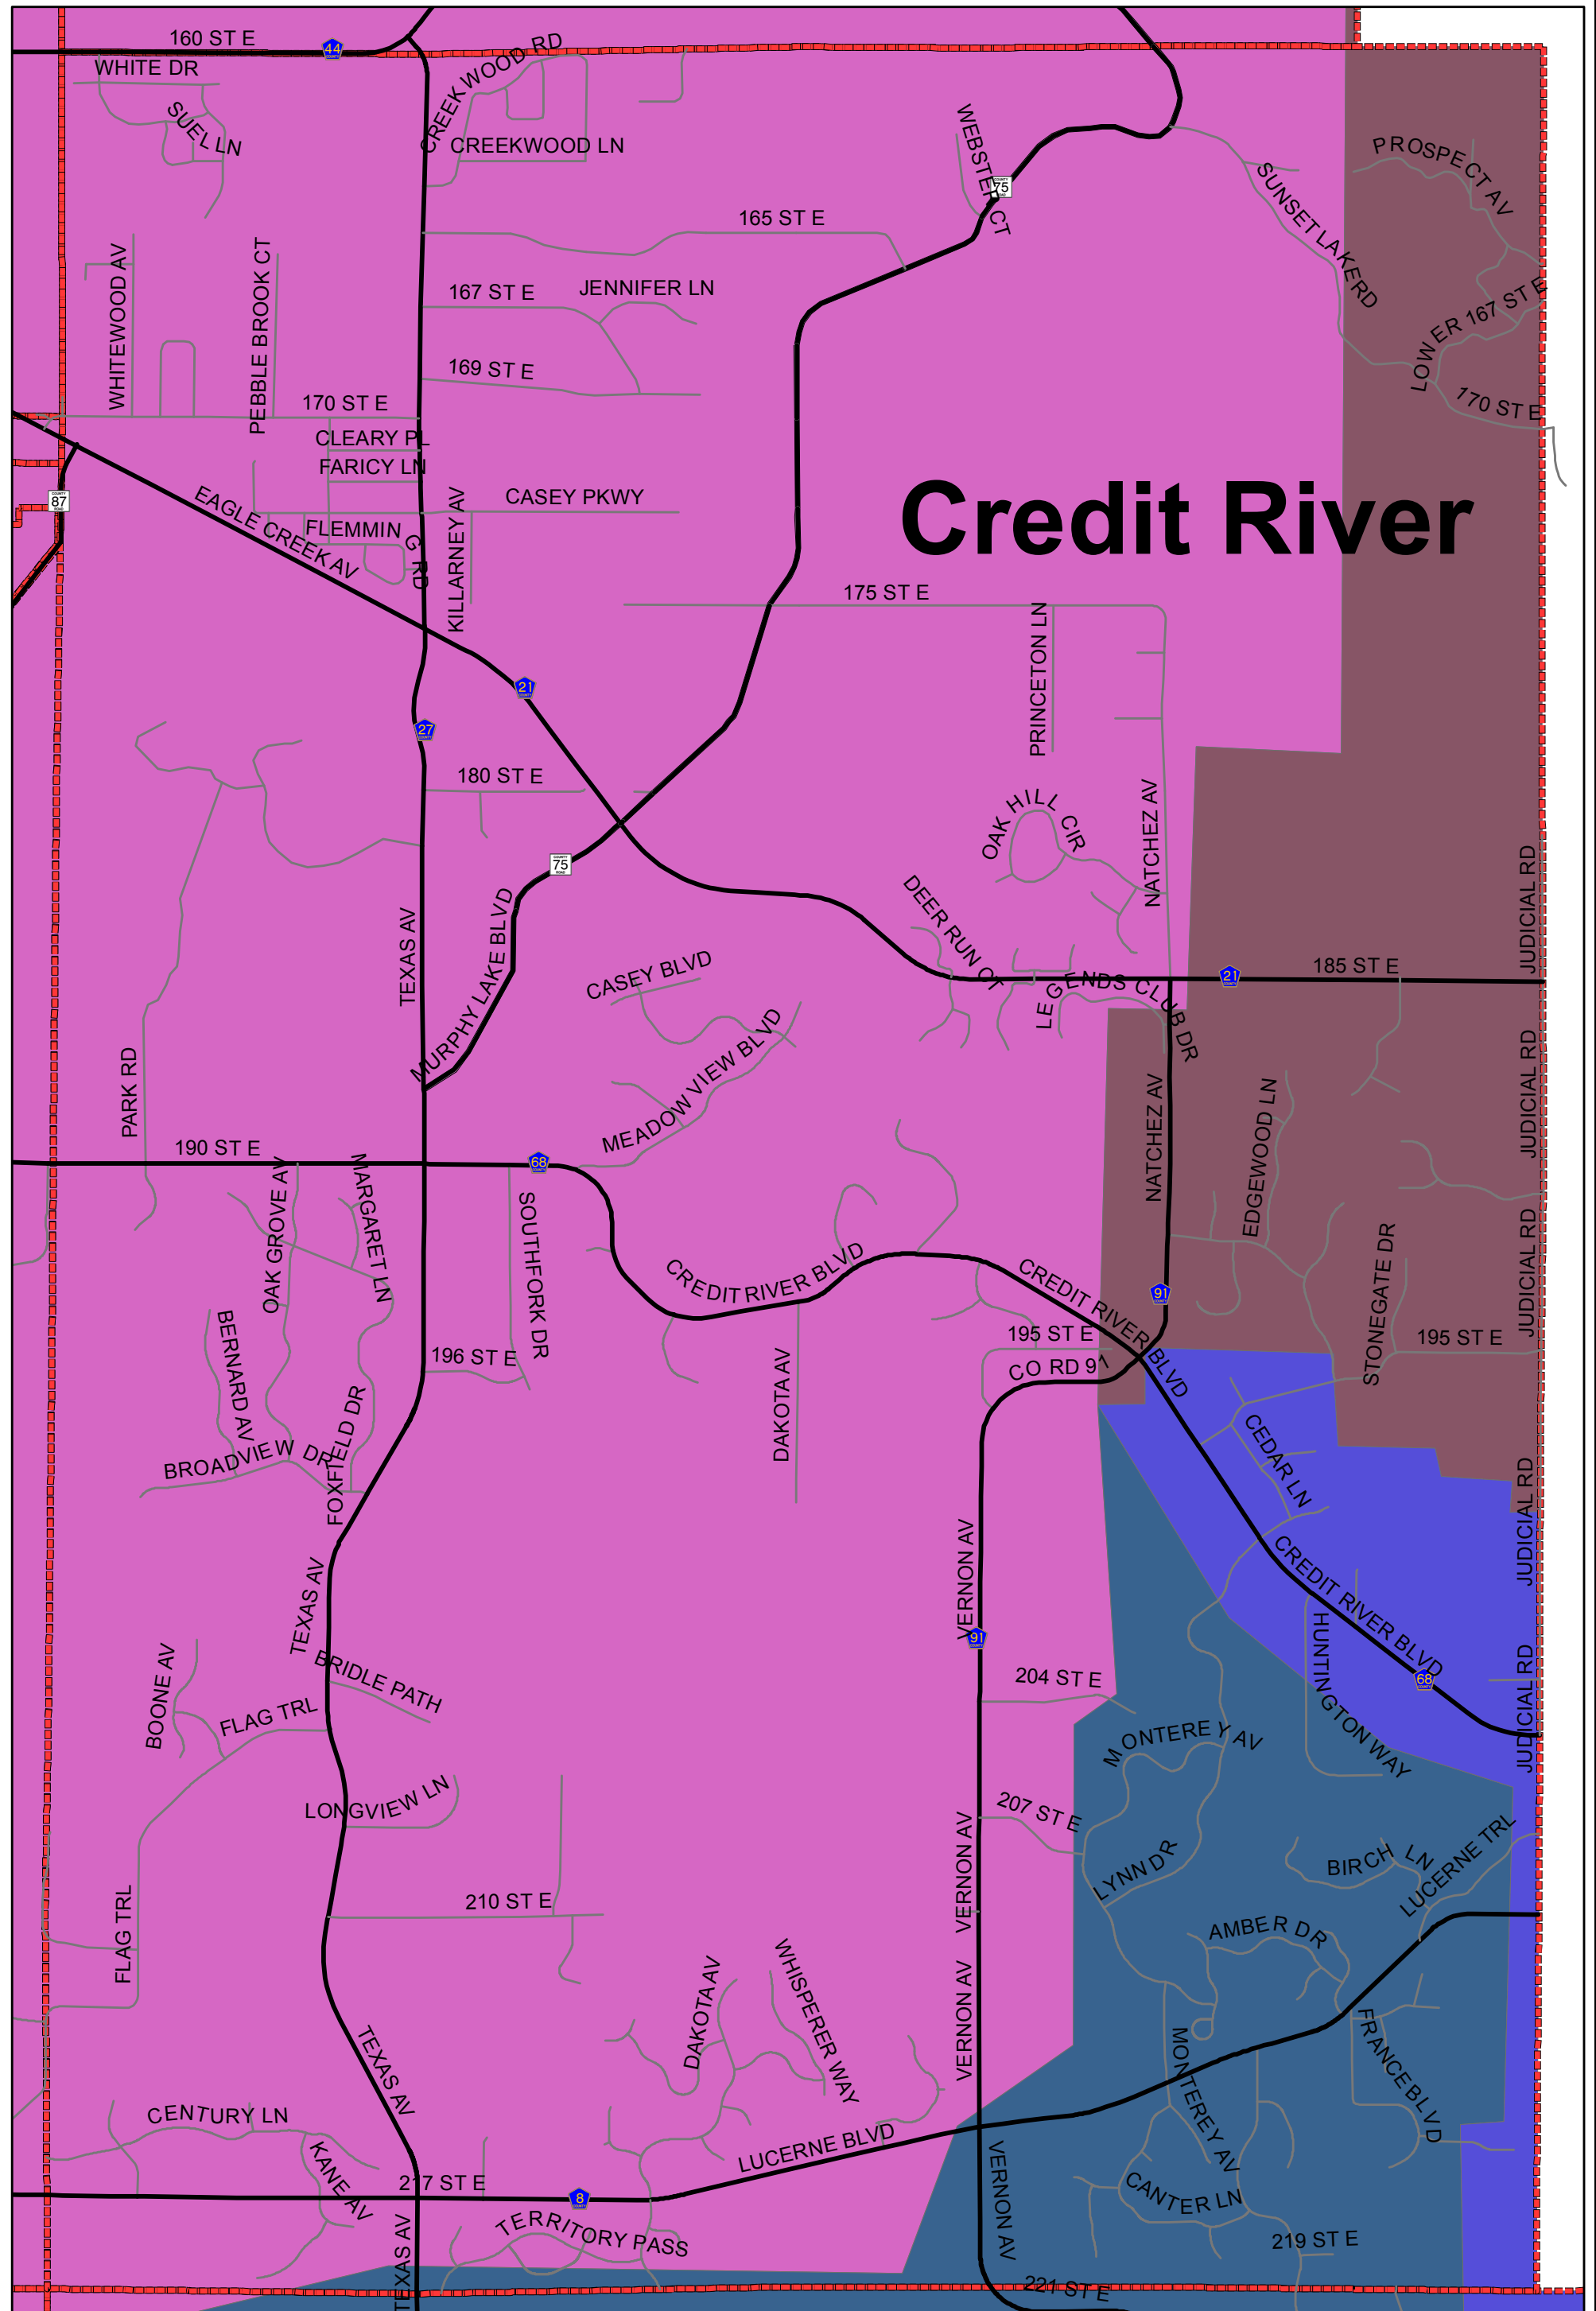 160 ST E
44
WHITE DR
CREEKWOOD RD
SUEL LN
CREEKWOOD LN
WEBSTER CT
COUNTY
75
ROAD
PROSPECT AV
SUNSET LAKE RD
165 ST E
WHITEWOOD AV
PEBBLE BROOK CT
167 ST E
JENNIFER LN
LOWER 167 ST E
169 ST E
170 ST E
170 ST E
CLEARY PL
FARICY LN
COUNTY
87
ROAD
EAGLE CREEK AV
FLEMMING RD
KILLARNEY AV
CASEY PKWY
Credit River
175 ST E
PRINCETON LN
21
27
180 ST E
OAK HILL CIR
NATCHEZ AV
COUNTY
75
ROAD
JUDICIAL RD
TEXAS AV
MURPHY LAKE BLVD
DEER RUN CT
CASEY BLVD
LEGENDS CLUB DR
21
185 ST E
PARK RD
MEADOW VIEW BLVD
NATCHEZ AV
EDGEWOOD LN
JUDICIAL RD
190 ST E
68
OAK GROVE AV
MARGARET LN
SOUTHFORK DR
CREDIT RIVER BLVD
CREDIT RIVER BLVD
91
STONEGATE DR
JUDICIAL RD
BERNARD AV
196 ST E
195 ST E
195 ST E
CO RD 91
DAKOTA AV
FOXFIELD DR
BROADVIEW DR
CEDAR LN
JUDICIAL RD
TEXAS AV
VERNON AV
CREDIT RIVER BLVD
91
HUNTINGTON WAY
BOONE AV
BRIDLE PATH
204 ST E
68
JUDICIAL RD
FLAG TRL
MONTEREY AV
LONGVIEW LN
207 ST E
VERNON AV
LYNN DR
BIRCH LN
LUCERNE TRL
210 ST E
FLAG TRL
AMBER DR
DAKOTA AV
WHISPERER WAY
VERNON AV
TEXAS AV
MONTEREY AV
FRANCE BLVD
CENTURY LN
KANE AV
LUCERNE BLVD
217 ST E
8
VERNON AV
CANTER LN
TERRITORY PASS
219 ST E
TEXAS AV
221 ST E